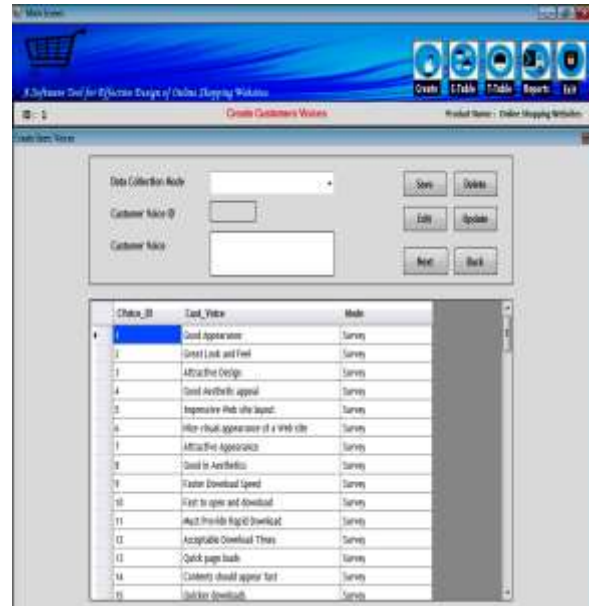 Main Screen
A Software Tool for Effective Design of Online Shopping Websites
Create C-Table T-Table Reports Exit
ID : 1 Create Customers Voices Product Name : Online Shopping Websites
Data Collection Mode Save Delete
Customer Voice ID Edit Update
Customer Voice
Next Back
Cust_Voice Mode
1 Good Appearance Survey
2 Great Look and Feel Survey
3 Attractive Design Survey
4 Good Aesthetic appeal Survey
5 Impressive Web site layout Survey
6 Nice visual appearance of a Web site Survey
7 Attractive Appearance Survey
8 Good in Aesthetics Survey
9 Faster Download Speed Survey
10 Fast to open and download Survey
11 Must Provide Rapid Download Survey
12 Acceptable Download Times Survey
13 Quick page loads Survey
14 Contents should appear fast Survey
15 Quicker downloads Survey